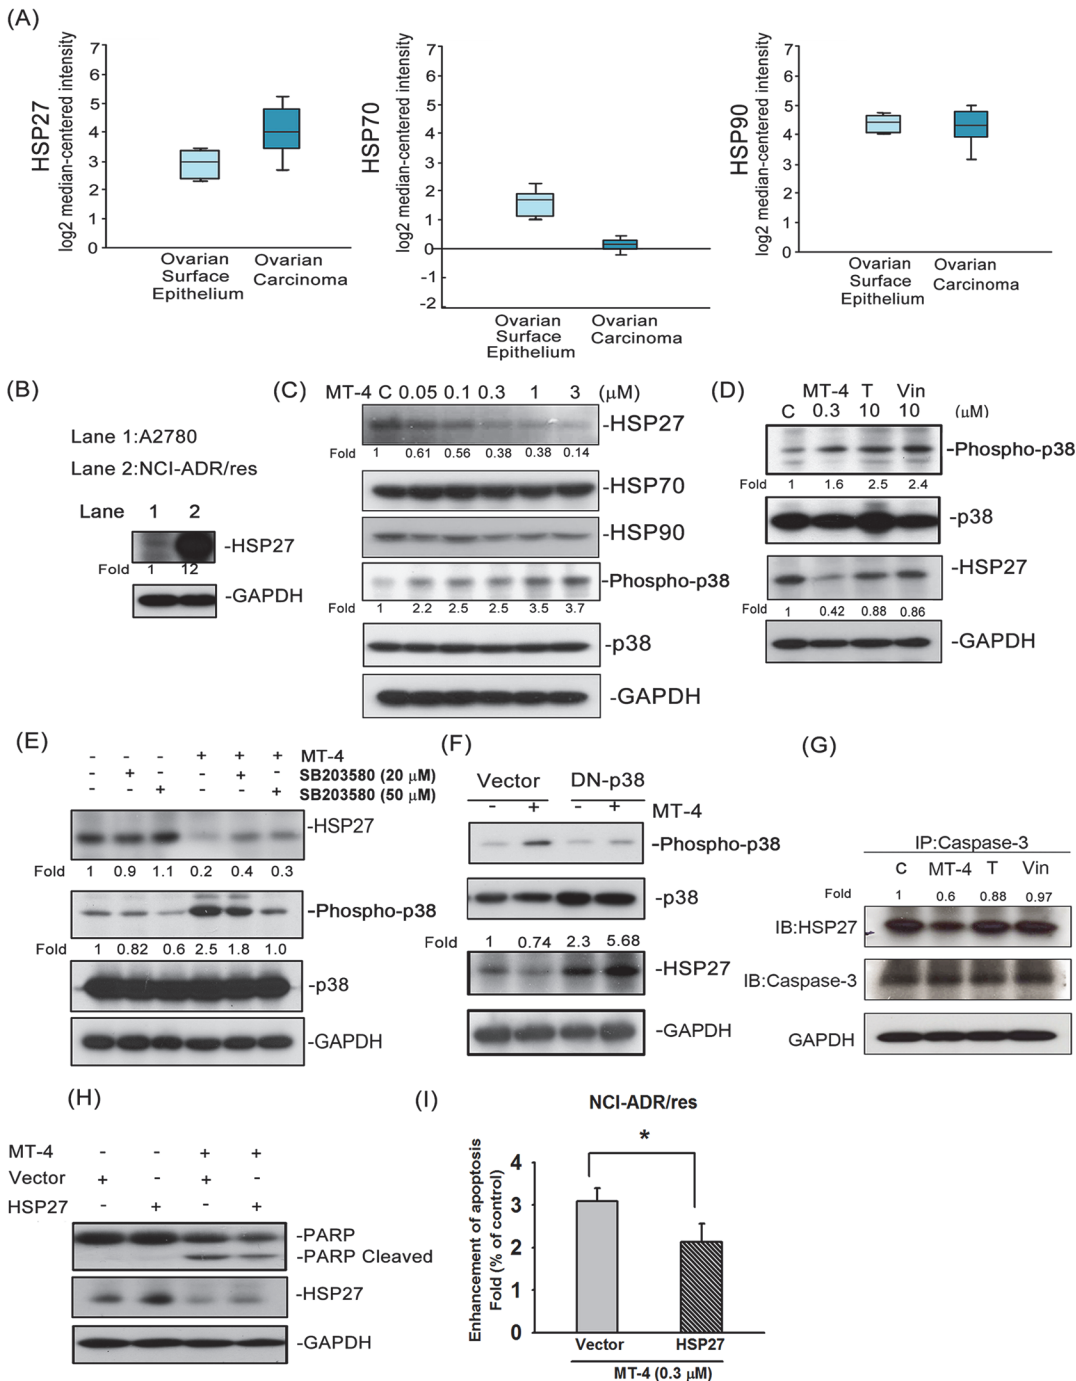 (A)
HSP27
log2 median-centered intensity
7
6
5
4
3
2
1
0
Ovarian
Surface
Epithelium
Ovarian
Carcinoma
HSP70
log2 median-centered intensity
7
6
5
4
3
2
1
0
-1
-2
Ovarian
Surface
Epithelium
Ovarian
Carcinoma
HSP90
log2 median-centered intensity
7
6
5
4
3
2
1
0
Ovarian
Surface
Epithelium
Ovarian
Carcinoma
(B)
Lane 1:A2780
Lane 2:NCI-ADR/res
Lane 1 2
-HSP27
Fold 1 12
-GAPDH
(C)
MT-4 C 0.05 0.1 0.3 1 3 (μM)
-HSP27
Fold 1 0.61 0.56 0.38 0.38 0.14
-HSP70
-HSP90
-Phospho-p38
Fold 1 2.2 2.5 2.5 3.5 3.7
-p38
-GAPDH
(D)
MT-4 T Vin
C 0.3 10 10 (μM)
-Phospho-p38
Fold 1 1.6 2.5 2.4
-p38
-HSP27
Fold 1 0.42 0.88 0.86
-GAPDH
(E)
- - - + + + MT-4
- + - - + - SB203580 (20 μM)
- - + - - + SB203580 (50 μM)
-HSP27
Fold 1 0.9 1.1 0.2 0.4 0.3
-Phospho-p38
Fold 1 0.82 0.6 2.5 1.8 1.0
-p38
-GAPDH
(F)
Vector DN-p38
- + - + MT-4
-Phospho-p38
-p38
Fold 1 0.74 2.3 5.68
-HSP27
-GAPDH
(G)
IP:Caspase-3
C MT-4 T Vin
Fold 1 0.6 0.88 0.97
IB:HSP27
IB:Caspase-3
GAPDH
(H)
MT-4 - - + +
Vector + - + -
HSP27 - + - +
-PARP
-PARP Cleaved
-HSP27
-GAPDH
(I)
NCI-ADR/res
*
Enhancement of apoptosis
Fold (% of control)
4
3
2
1
0
Vector HSP27
MT-4 (0.3 μM)